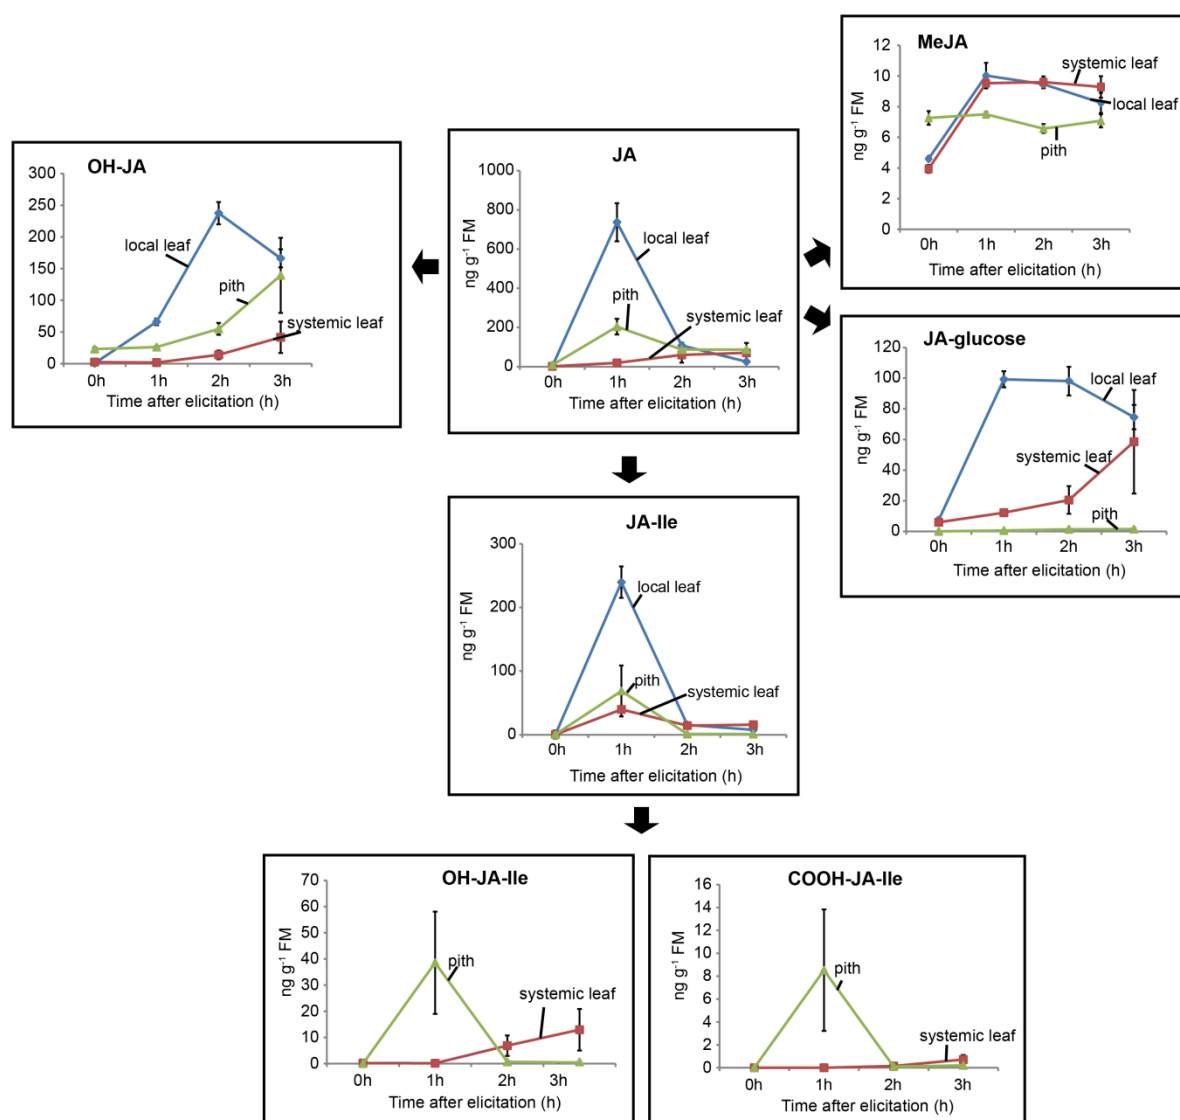 MeJA
12
10
8
6
4
2
0
ng g⁻¹ FM
systemic leaf
local leaf
pith
0h 1h 2h 3h
Time after elicitation (h)
OH-JA
300
250
200
150
100
50
0
local leaf
pith
systemic leaf
0h 1h 2h 3h
Time after elicitation (h)
JA
1000
800
600
400
200
0
ng g⁻¹ FM
local leaf
pith
systemic leaf
0h 1h 2h 3h
Time after elicitation (h)
JA-glucose
120
100
80
60
40
20
0
ng g⁻¹ FM
local leaf
systemic leaf
pith
0h 1h 2h 3h
Time after elicitation (h)
JA-Ile
300
200
100
0
ng g⁻¹ FM
local leaf
pith
systemic leaf
0h 1h 2h 3h
Time after elicitation (h)
OH-JA-Ile
70
60
50
40
30
20
10
0
ng g⁻¹ FM
pith
systemic leaf
0h 1h 2h 3h
Time after elicitation (h)
COOH-JA-Ile
16
14
12
10
8
6
4
2
0
ng g⁻¹ FM
pith
systemic leaf
0h 1h 2h 3h
Time after elicitation (h)